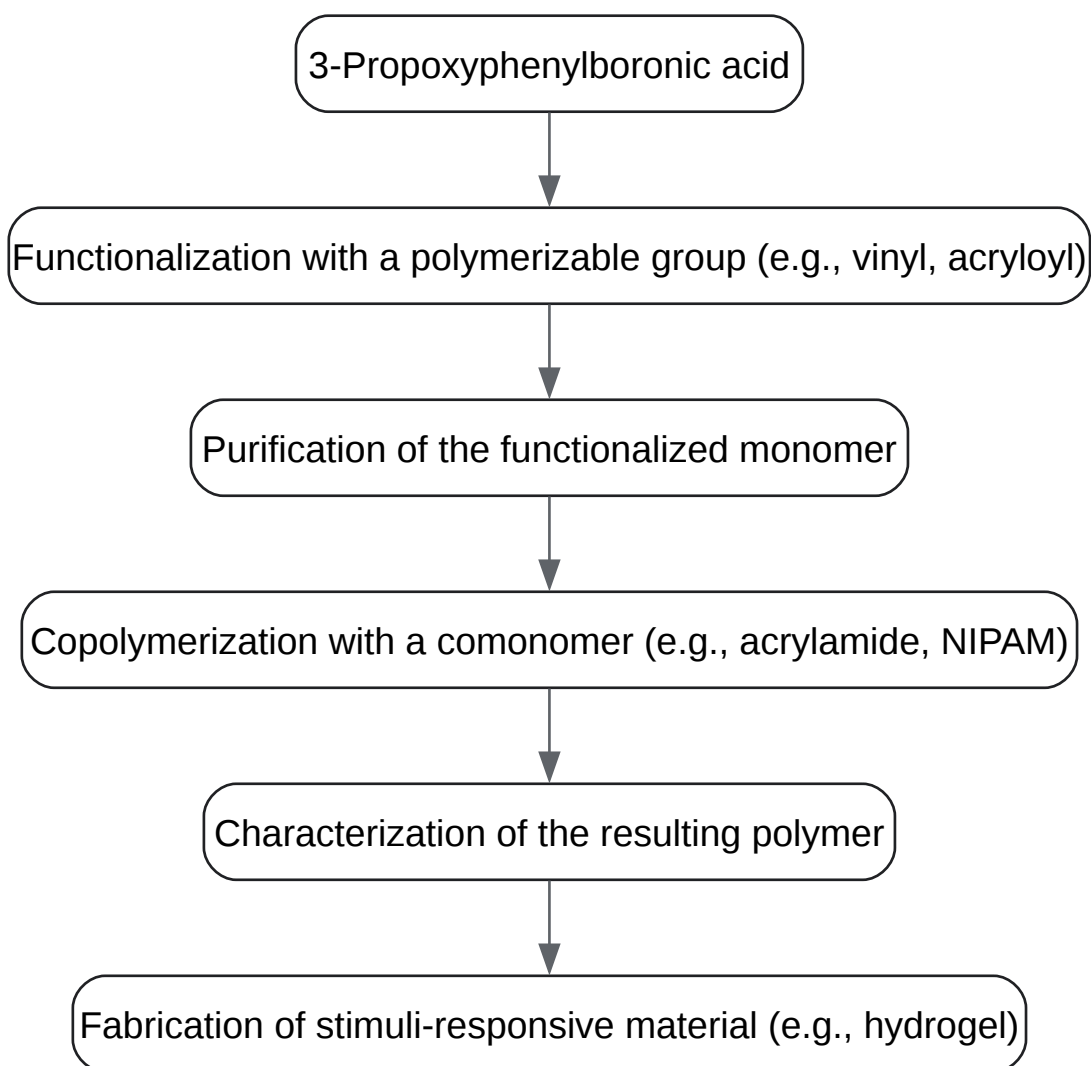 3-Propoxyphenylboronic acid
Functionalization with a polymerizable group (e.g., vinyl, acryloyl)
Purification of the functionalized monomer
Copolymerization with a comonomer (e.g., acrylamide, NIPAM)
Characterization of the resulting polymer
Fabrication of stimuli-responsive material (e.g., hydrogel)